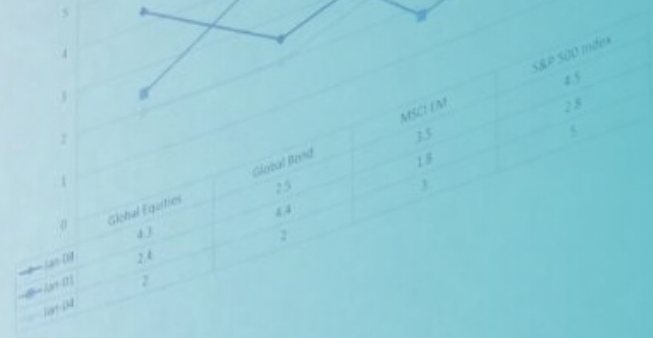 5
4
3
2
1
0
Global Equities Global Bond MSCI EM S&P 500 Index
Jan-08 4.3 2.5 3.5 4.5
Jan-01 2.4 4.4 1.8 2.8
Jan-04 2 2 3 5